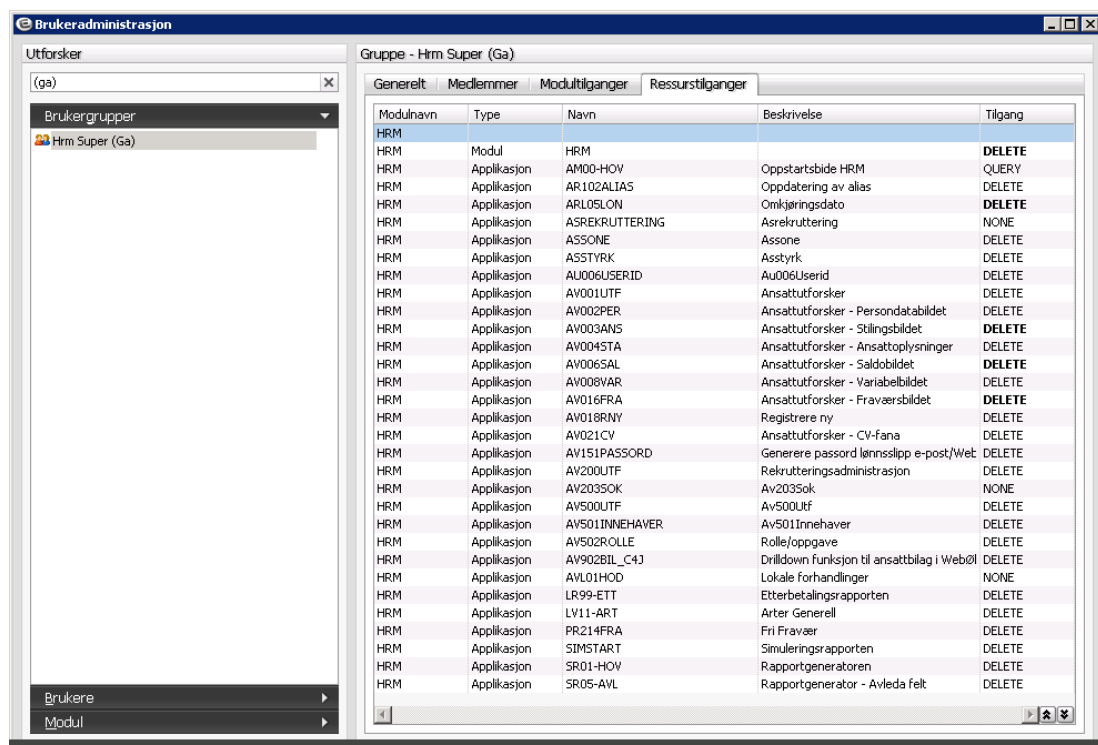 Brukeradministrasjon
Utforsker
(ga)
Brukergrupper
Hrm Super (Ga)
Brukere
Modul
Gruppe - Hrm Super (Ga)
Generelt Medlemmer Modultilganger Ressurstilganger
Modulnavn Type Navn Beskrivelse Tilgang
HRM
HRM Modul HRM DELETE
HRM Applikasjon AM00-HOV Oppstartsbide HRM QUERY
HRM Applikasjon AR102ALIAS Oppdatering av alias DELETE
HRM Applikasjon ARL05LON Omkjøringsdato DELETE
HRM Applikasjon ASREKRUTTERING Asrekruttering NONE
HRM Applikasjon ASSONE Assone DELETE
HRM Applikasjon ASSTYRK Asstyrk DELETE
HRM Applikasjon AU006USERID Au006Userid DELETE
HRM Applikasjon AV001UTF Ansattutforsker DELETE
HRM Applikasjon AV002PER Ansattutforsker - Persondatabildet DELETE
HRM Applikasjon AV003ANS Ansattutforsker - Stilingsbildet DELETE
HRM Applikasjon AV004STA Ansattutforsker - Ansattoplysninger DELETE
HRM Applikasjon AV006SAL Ansattutforsker - Saldobildet DELETE
HRM Applikasjon AV008VAR Ansattutforsker - Variabelbildet DELETE
HRM Applikasjon AV016FRA Ansattutforsker - Fraværsbildet DELETE
HRM Applikasjon AV018RNY Registrere ny DELETE
HRM Applikasjon AV021CV Ansattutforsker - CV-fana DELETE
HRM Applikasjon AV151PASSORD Generere passord lønnsslipp e-post/Web DELETE
HRM Applikasjon AV200UTF Rekrutteringsadministrasjon DELETE
HRM Applikasjon AV203SOK Av203Sok NONE
HRM Applikasjon AV500UTF Av500Utf DELETE
HRM Applikasjon AV501INNEHAVER Av501Innehaver DELETE
HRM Applikasjon AV502ROLLE Rolle/oppgave DELETE
HRM Applikasjon AV902BIL_C4J Drilldown funksjon til ansattbilag i WebØl DELETE
HRM Applikasjon AVL01HOD Lokale forhandlinger NONE
HRM Applikasjon LR99-ETT Etterbetalingsrapporten DELETE
HRM Applikasjon LV11-ART Arter Generell DELETE
HRM Applikasjon PR214FRA Fri Fravær DELETE
HRM Applikasjon SIMSTART Simuleringsrapporten DELETE
HRM Applikasjon SR01-HOV Rapportgeneratoren DELETE
HRM Applikasjon SR05-AVL Rapportgenerator - Avleda felt DELETE